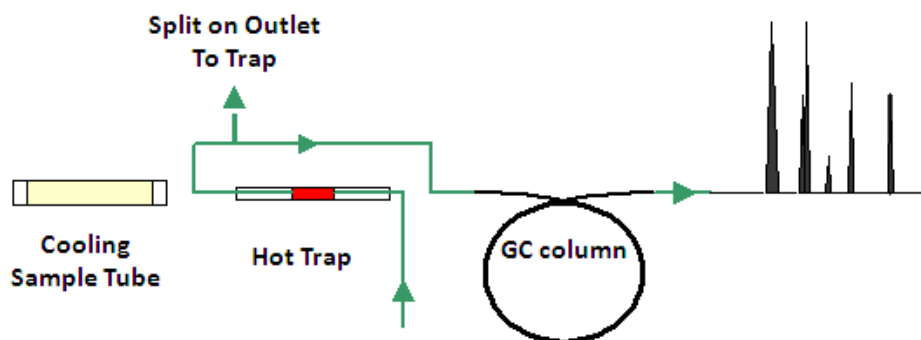 Split on Outlet
To Trap
Cooling
Sample Tube
Hot Trap
GC column